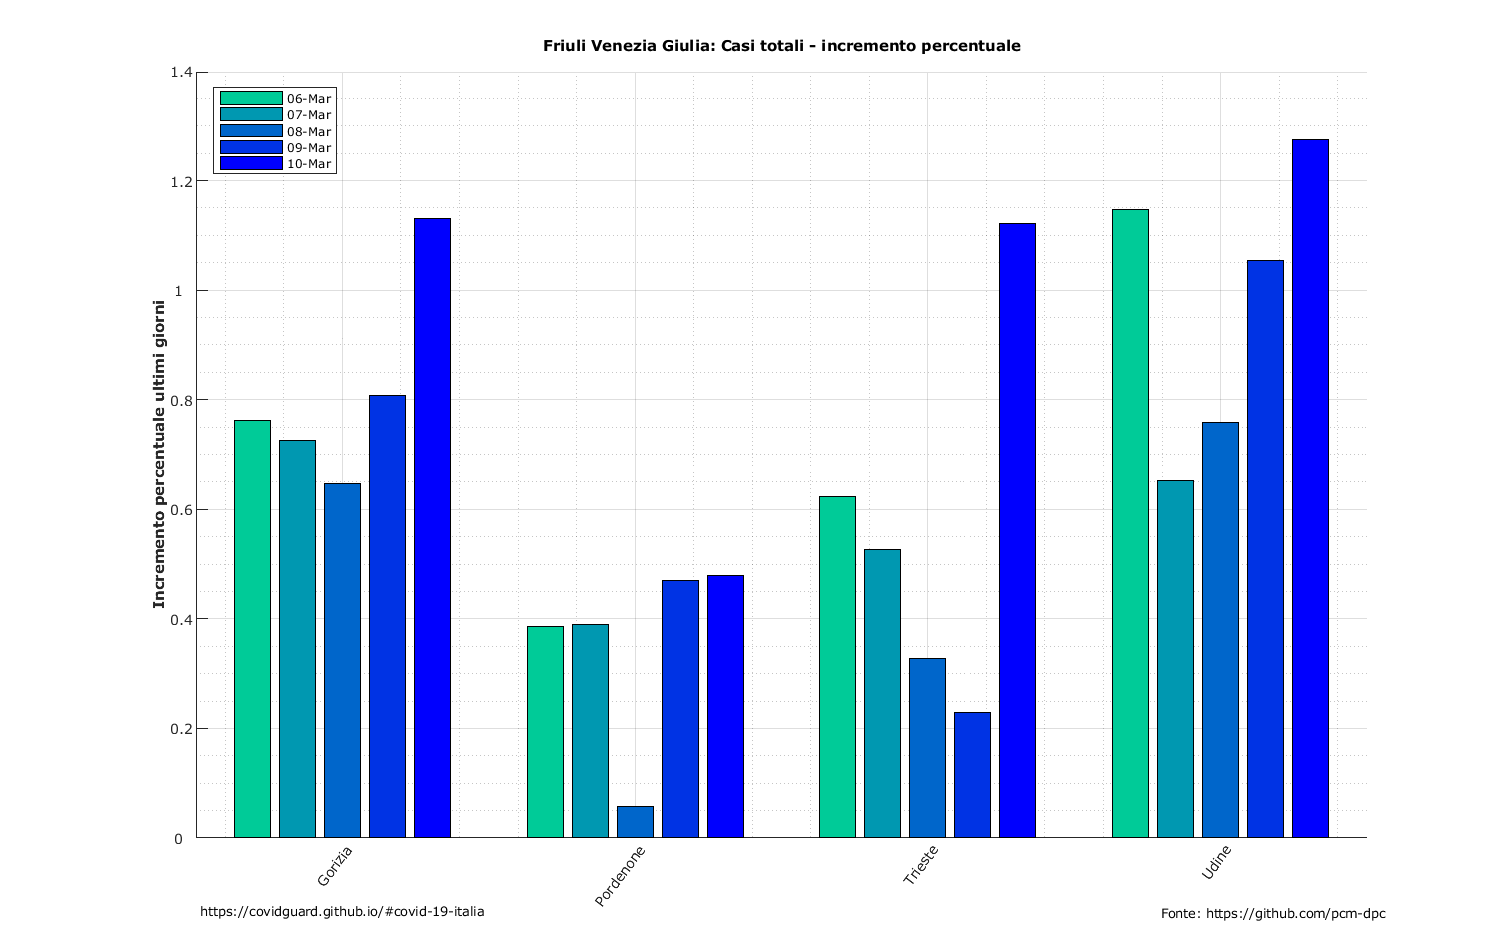 Friuli Venezia Giulia: Casi totali - incremento percentuale
1.4
1.2
1
0.8
0.6
0.4
0.2
0
Incremento percentuale ultimi giorni
06-Mar
07-Mar
08-Mar
09-Mar
10-Mar
Gorizia
Pordenone
Trieste
Udine
https://covidguard.github.io/#covid-19-italia
Fonte: https://github.com/pcm-dpc